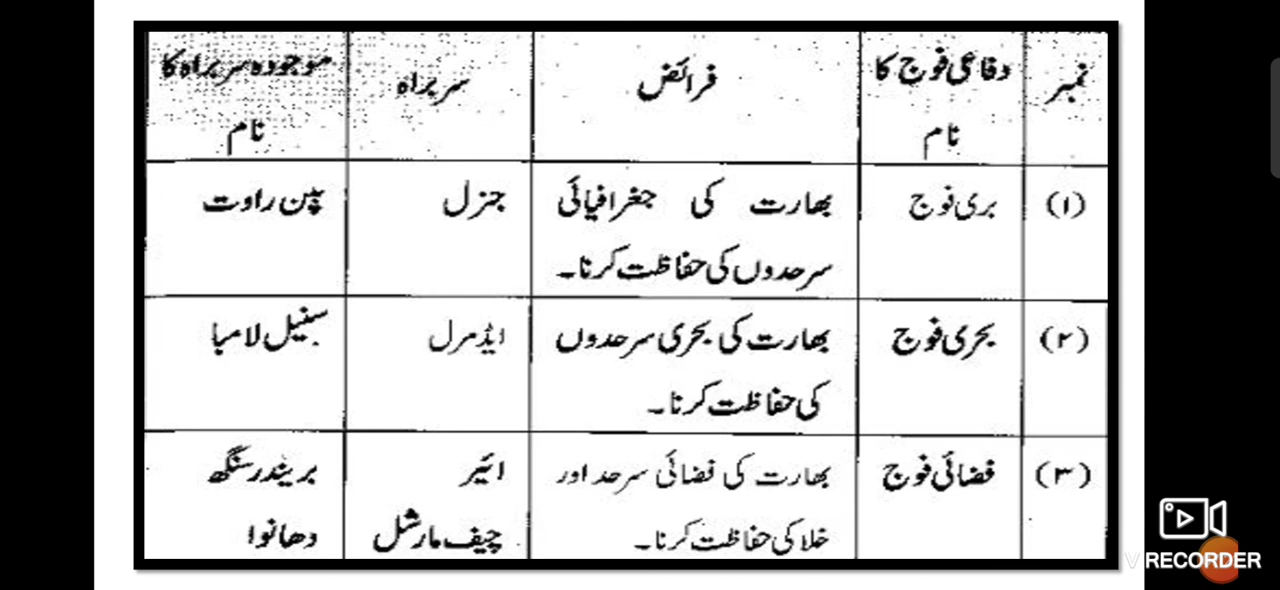 نمبر
دفاعی فوج کا
نام
فرائض
سربراہ
موجودہ سربراہ کا
نام
(۱)
بری فوج
بھارت کی جغرافیائی
سرحدوں کی حفاظت کرنا۔
جنرل
بپن راوت
(۲)
بحری فوج
بھارت کی بحری سرحدوں
کی حفاظت کرنا۔
ایڈمرل
سنیل لامبا
(۳)
فضائی فوج
بھارت کی فضائی سرحد اور
خلا کی حفاظت کرنا۔
ائیر
چیف مارشل
بریندر سنگھ
دھانوا
V RECORDER